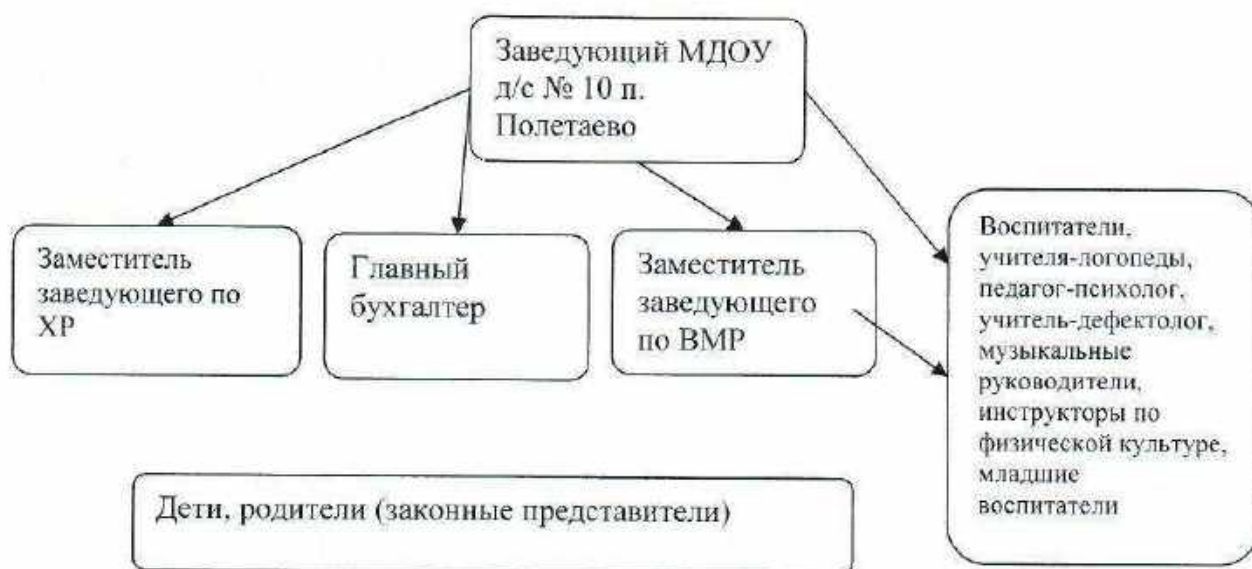 Заведующий МДОУ
д/с № 10 п.
Полетаево
Заместитель
заведующего по
ХР
Главный
бухгалтер
Заместитель
заведующего
по ВМР
Воспитатели,
учителя-логопеды,
педагог-психолог,
учитель-дефектолог,
музыкальные
руководители,
инструкторы по
физической культуре,
младшие
воспитатели
Дети, родители (законные представители)